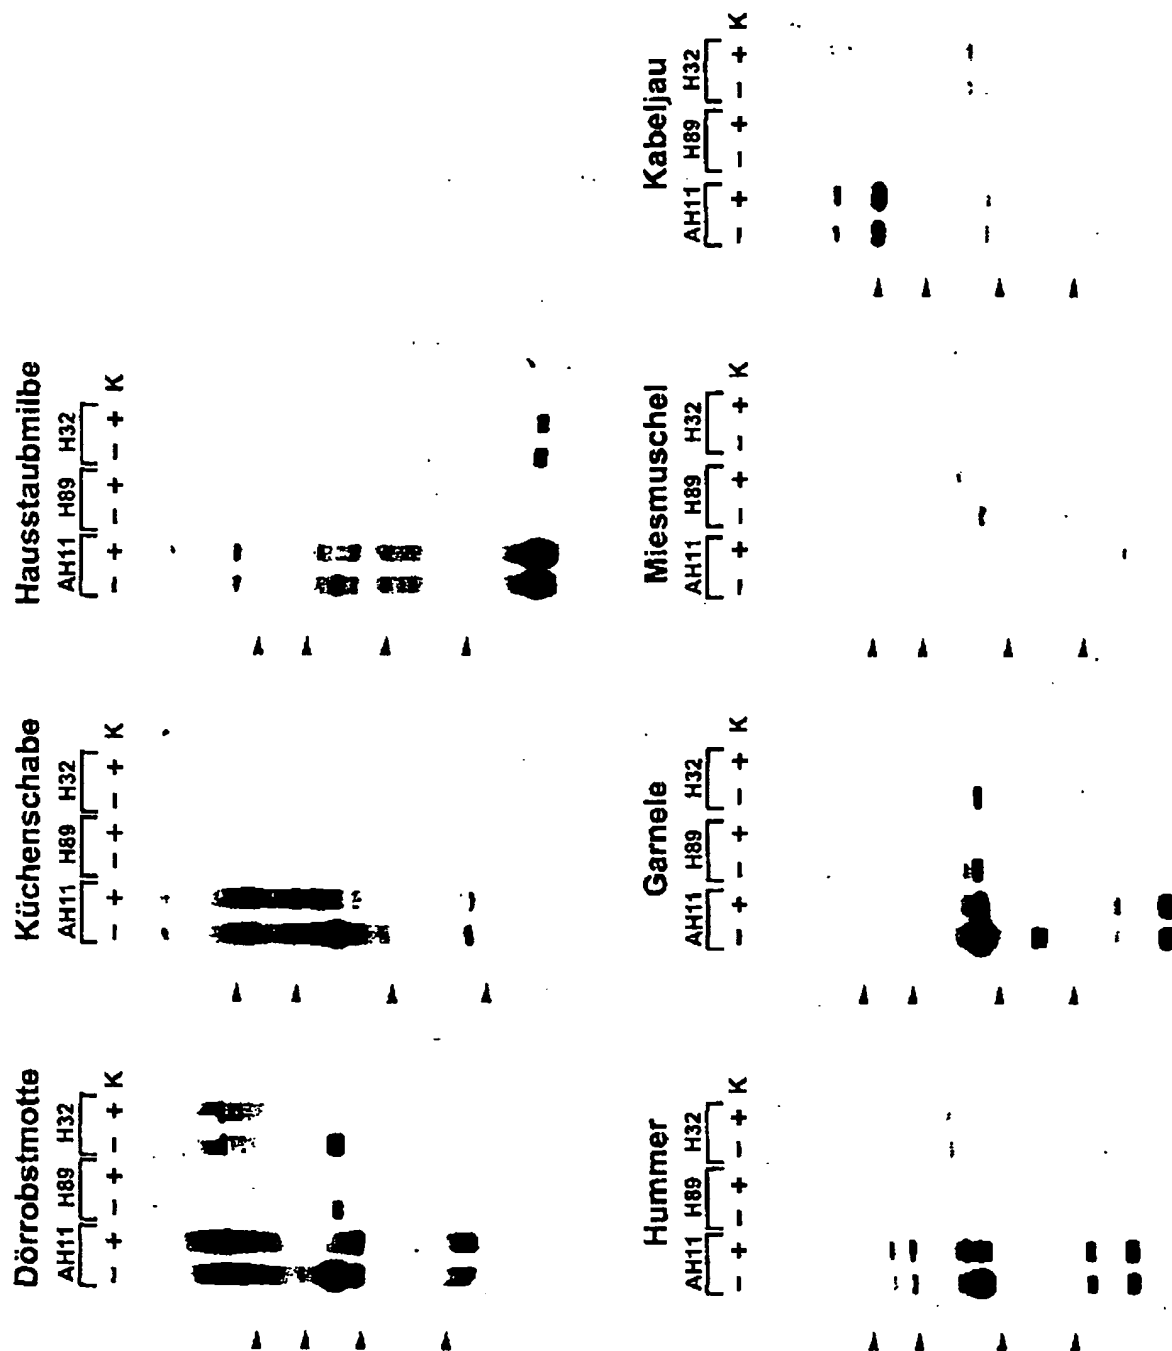 Dörrobstmotte
AH11 H89 H32
− + − + − + K
Küchenschabe
AH11 H89 H32
− + − + − + K
Hausstaubmilbe
AH11 H89 H32
− + − + − + K
Hummer
AH11 H89 H32
− + − + − + K
Garnele
AH11 H89 H32
− + − + − + K
Miesmuschel
AH11 H89 H32
− + − + − + K
Kabeljau
AH11 H89 H32
− + − + − + K